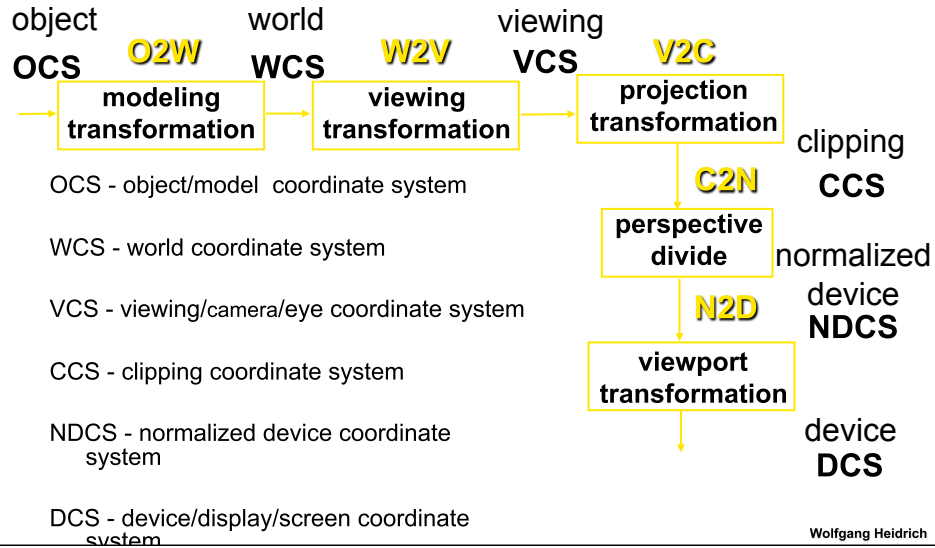 object
world
viewing
OCS
O2W
WCS
W2V
VCS
V2C
modeling
transformation
viewing
transformation
projection
transformation
clipping
CCS
C2N
OCS - object/model coordinate system
perspective
divide
WCS - world coordinate system
normalized
device
NDCS
N2D
VCS - viewing/camera/eye coordinate system
viewport
transformation
CCS - clipping coordinate system
device
DCS
NDCS - normalized device coordinate
system
DCS - device/display/screen coordinate
system
Wolfgang Heidrich